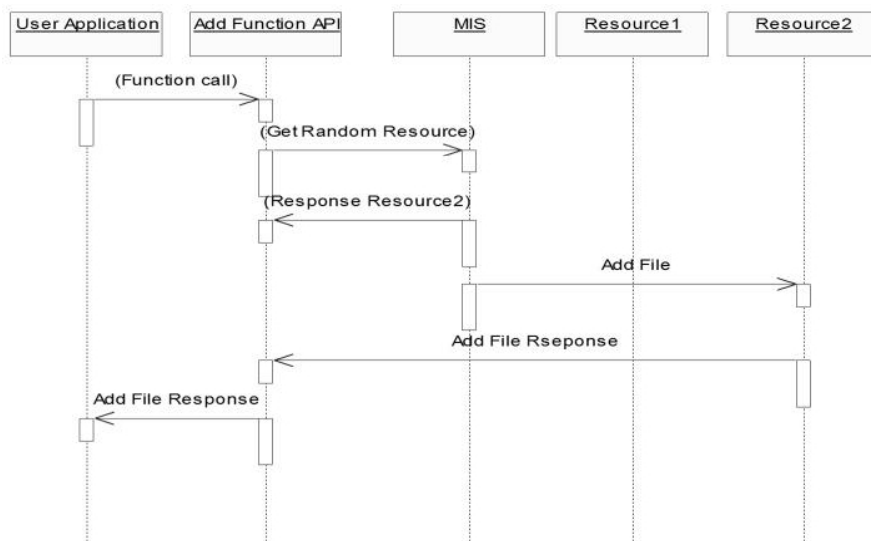 User Application
Add Function API
MIS
Resource1
Resource2
(Function call)
(Get Random Resource)
(Response Resource2)
Add File
Add File Rseponse
Add File Response